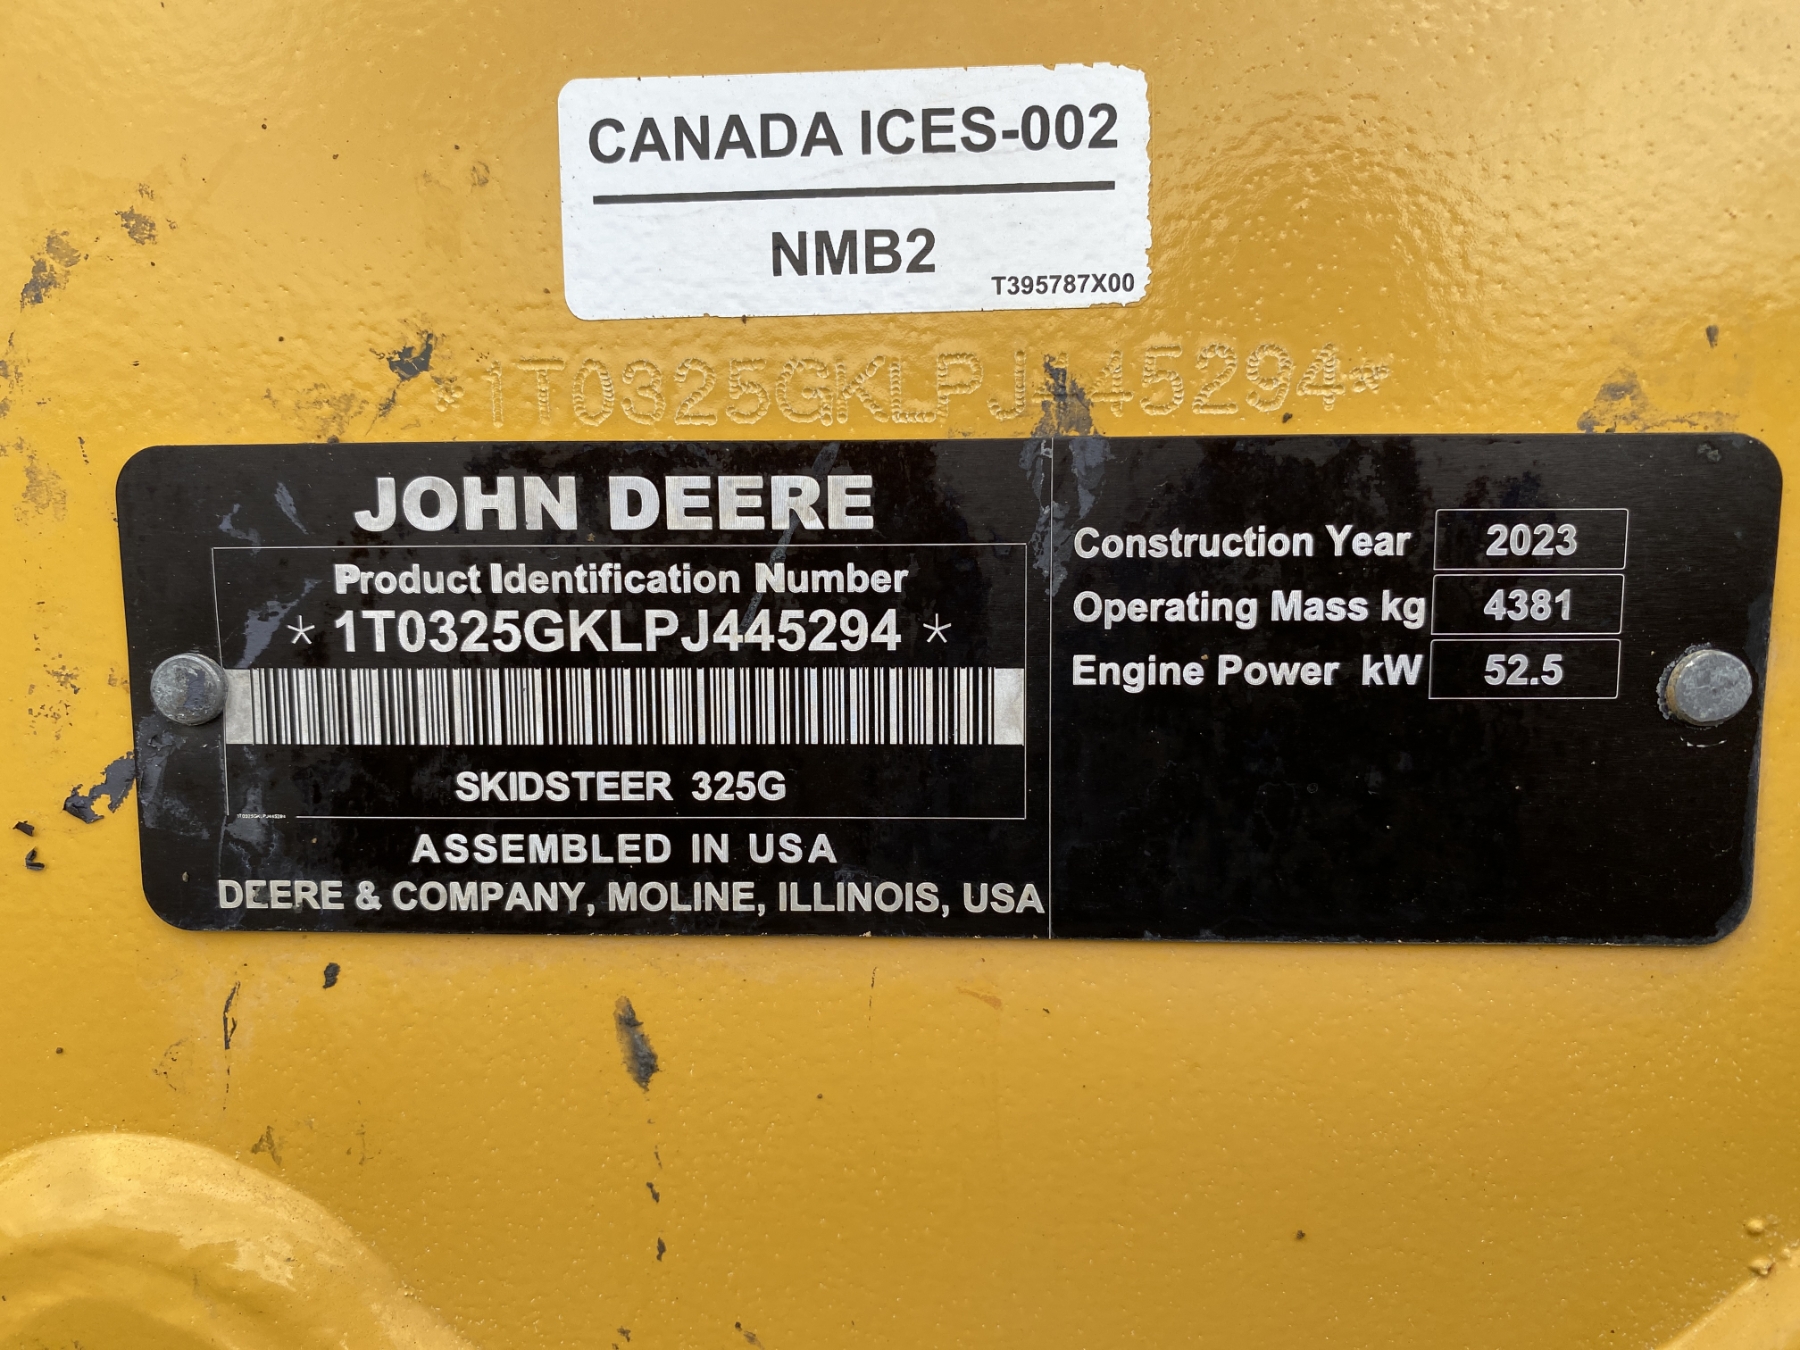 CANADA ICES-002
NMB2
T395787X00
*1T0325GKLPJ445294*
JOHN DEERE
Product Identification Number
* 1T0325GKLPJ445294 *
SKIDSTEER 325G
1T0325GKLPJ445294
ASSEMBLED IN USA
DEERE & COMPANY, MOLINE, ILLINOIS, USA
Construction Year 2023
Operating Mass kg 4381
Engine Power kW 52.5